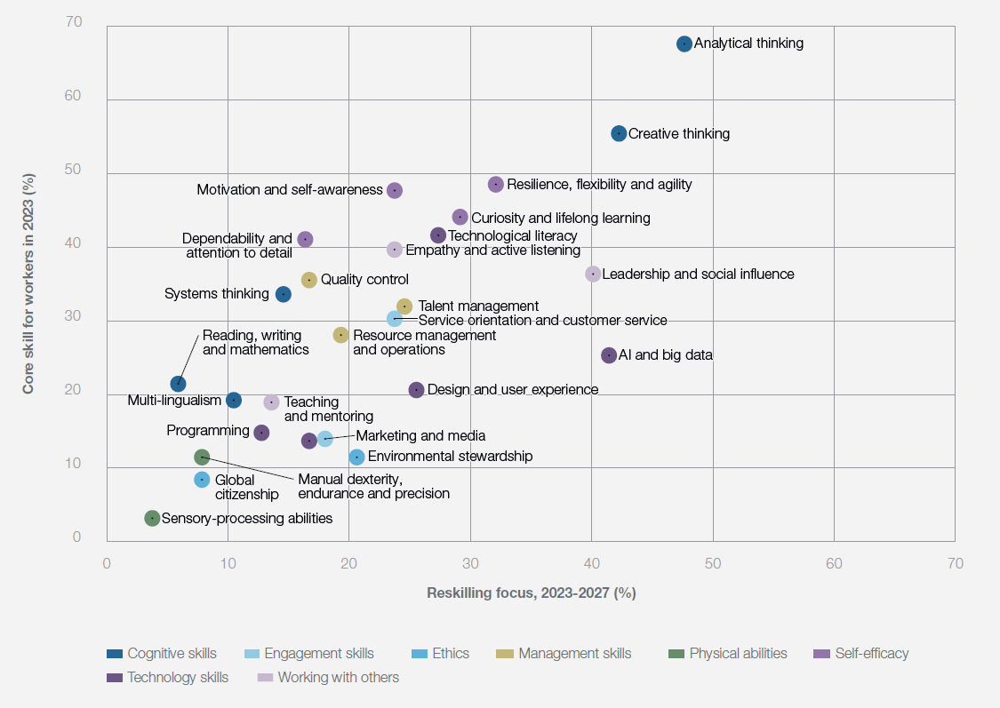 70
Analytical thinking
60
Creative thinking
50
Motivation and self-awareness
Resilience, flexibility and agility
Curiosity and lifelong learning
Technological literacy
Dependability and
attention to detail
40
Empathy and active listening
Leadership and social influence
Quality control
Systems thinking
Talent management
30
Service orientation and customer service
Reading, writing
and mathematics
Resource management
and operations
AI and big data
20
Design and user experience
Multi-lingualism
Teaching
and mentoring
Programming
Marketing and media
Environmental stewardship
10
Global
citizenship
Manual dexterity,
endurance and precision
Sensory-processing abilities
0
Core skill for workers in 2023 (%)
0 10 20 30 40 50 60 70
Reskilling focus, 2023-2027 (%)
Cognitive skills Engagement skills Ethics Management skills Physical abilities Self-efficacy
Technology skills Working with others